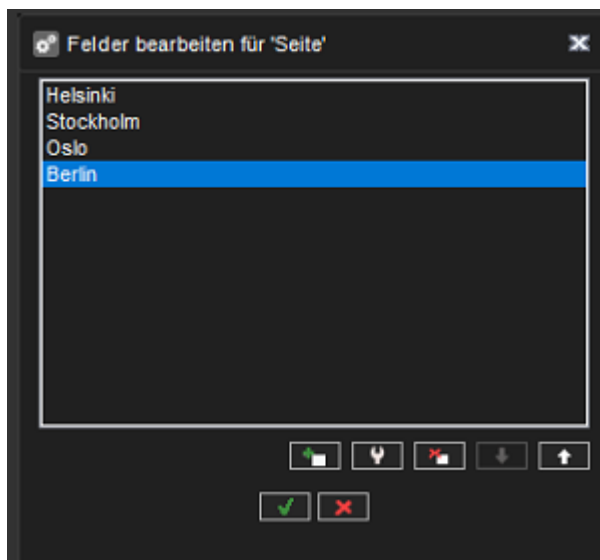 Felder bearbeiten für 'Seite'
Helsinki
Stockholm
Oslo
Berlin